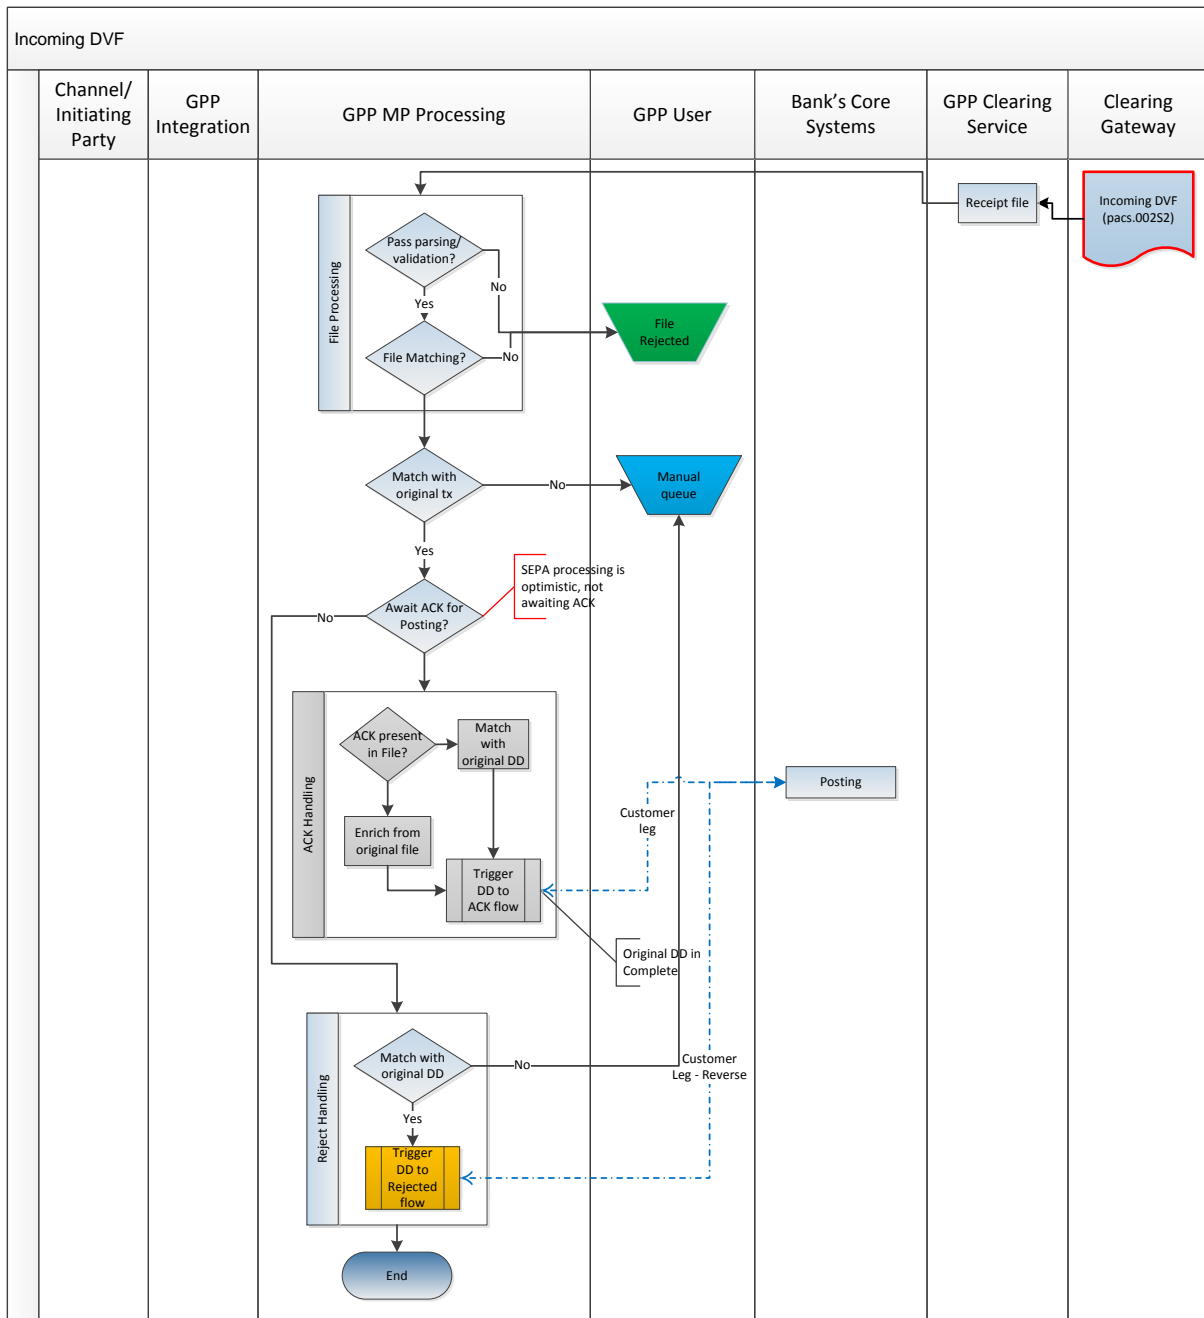 Incoming DVF
Channel/
Initiating
Party
GPP
Integration
GPP MP Processing
GPP User
Bank's Core
Systems
GPP Clearing
Service
Clearing
Gateway
Incoming DVF
(pacs.002S2)
Receipt file
File Processing
Pass parsing/
validation?
No
Yes
File Matching?
No
File
Rejected
Match with
original tx
No
Manual
queue
Yes
SEPA processing is
optimistic, not
awaiting ACK
Await ACK for
Posting?
No
ACK Handling
ACK present
in File?
Match
with
original DD
Enrich from
original file
Trigger
DD to
ACK flow
Customer
leg
Posting
Original DD in
Complete
Reject Handling
Match with
original DD
No
Customer
Leg - Reverse
Yes
Trigger
DD to
Rejected
flow
End